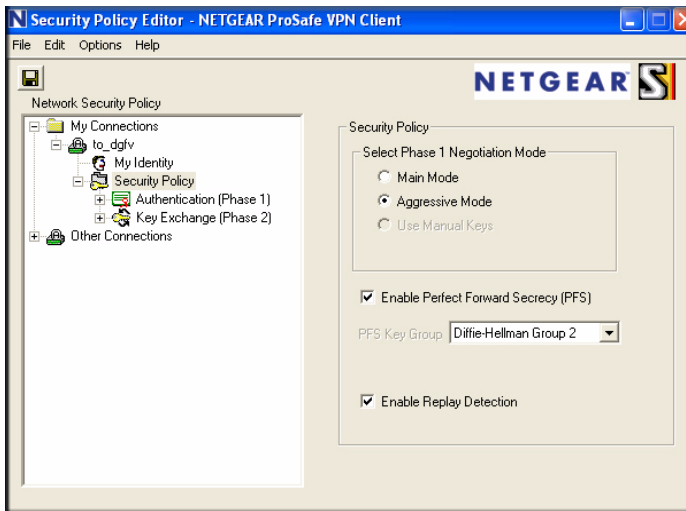 N Security Policy Editor - NETGEAR ProSafe VPN Client
File Edit Options Help
NETGEAR S
Network Security Policy
My Connections
to_dgfv
My Identity
Security Policy
Authentication (Phase 1)
Key Exchange (Phase 2)
Other Connections
Security Policy
Select Phase 1 Negotiation Mode
Main Mode
Aggressive Mode
Use Manual Keys
Enable Perfect Forward Secrecy (PFS)
PFS Key Group Diffie-Hellman Group 2
Enable Replay Detection